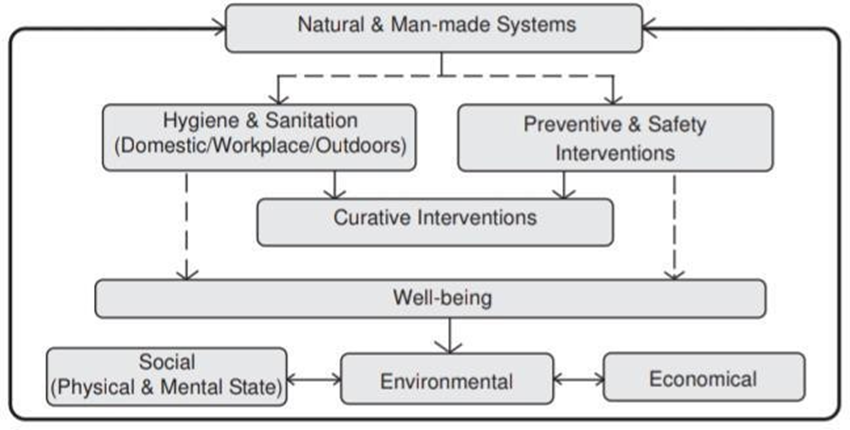 Natural & Man-made Systems
Hygiene & Sanitation
(Domestic/Workplace/Outdoors)
Preventive & Safety
Interventions
Curative Interventions
Well-being
Social
(Physical & Mental State)
Environmental
Economical